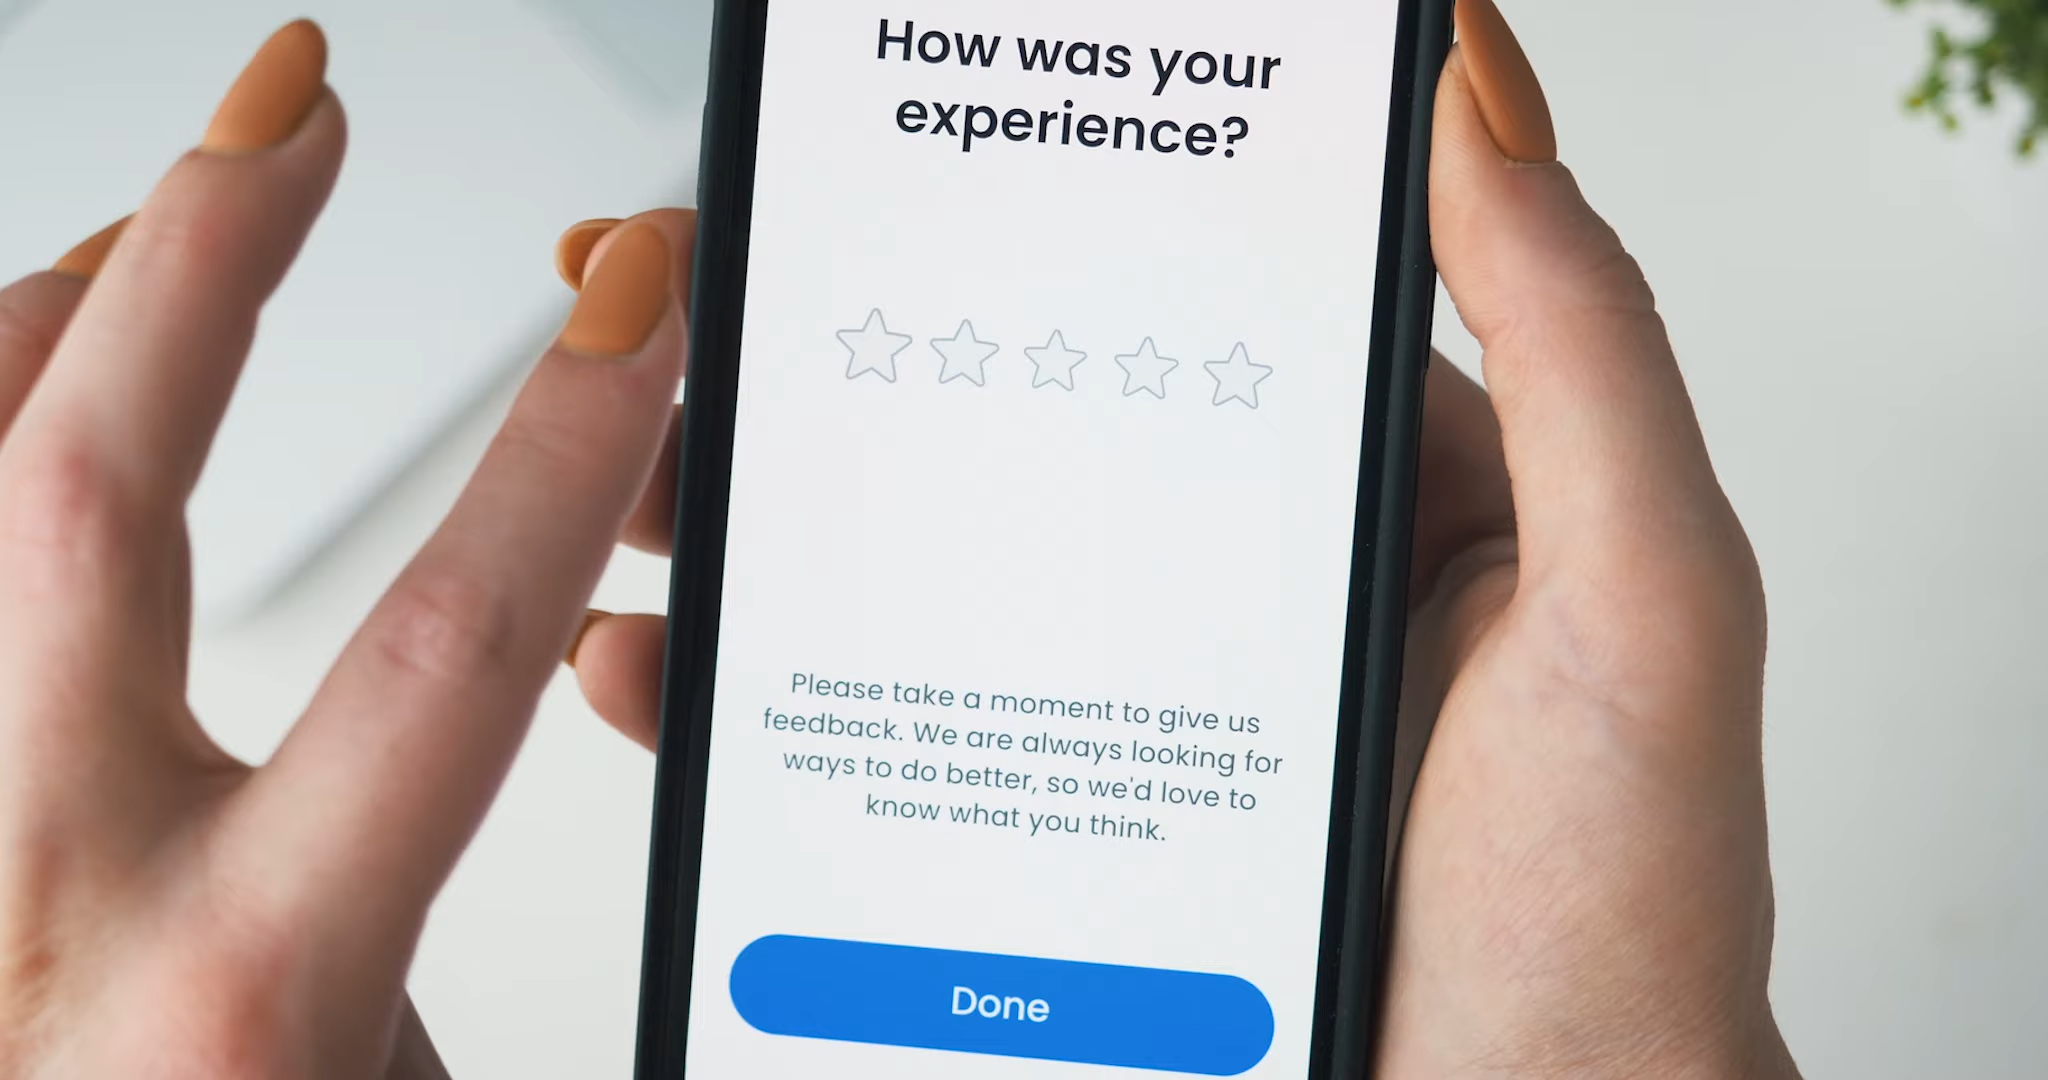 How was your
experience?
Please take a moment to give us
feedback. We are always looking for
ways to do better, so we'd love to
know what you think.
Done